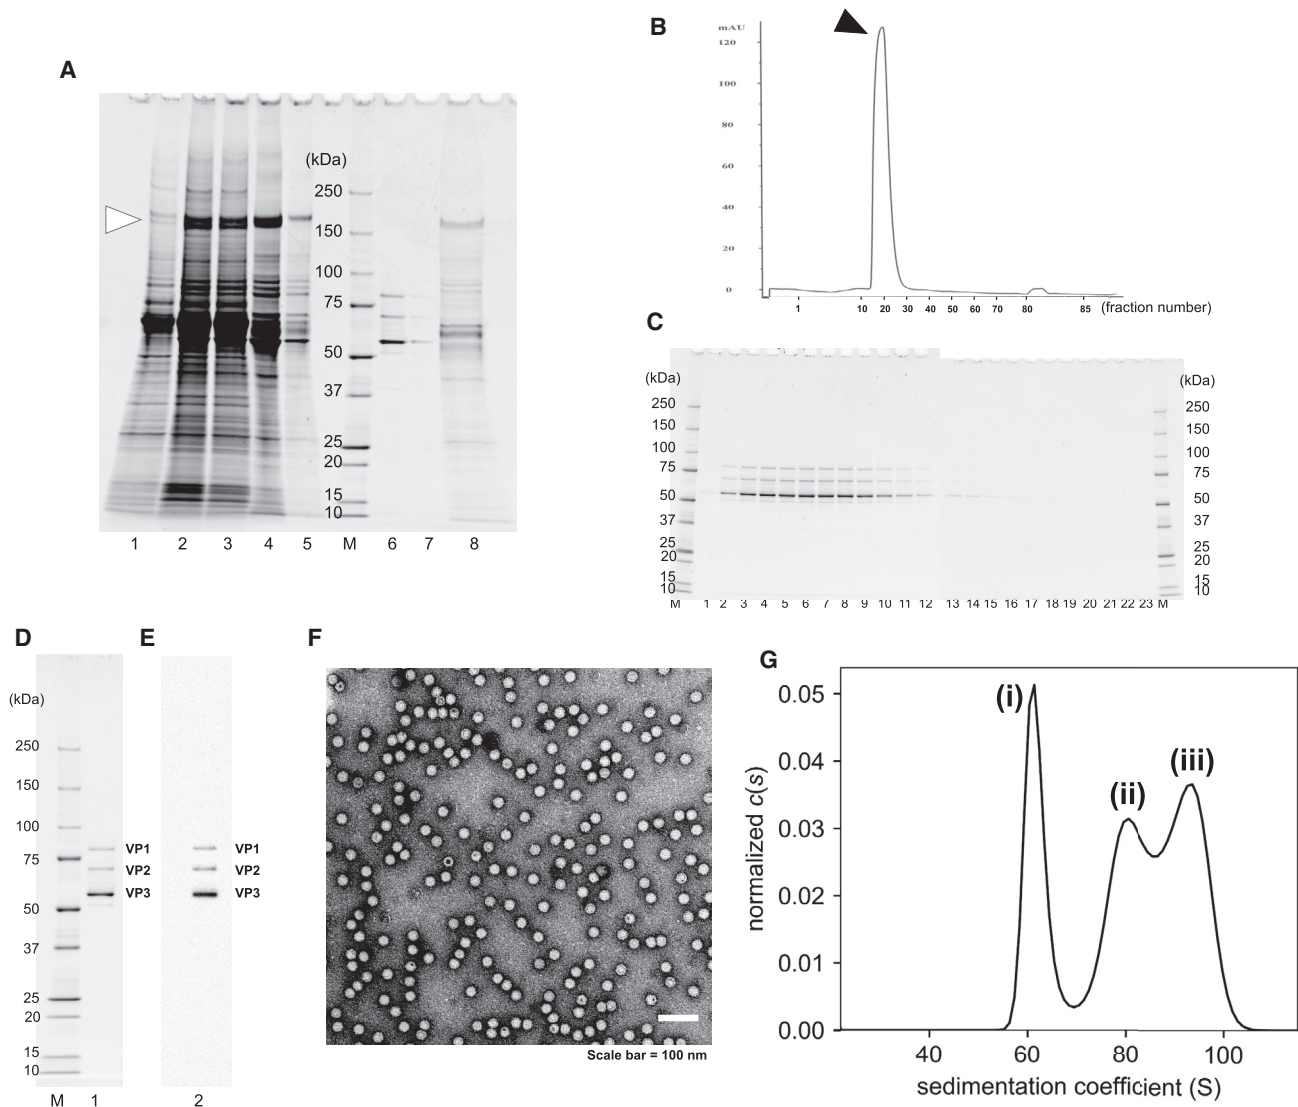 A
(kDa)
250
150
100
75
50
37
25
20
15
10
1 2 3 4 5 M 6 7 8
B
mAU
120
100
80
60
40
20
0
1 10 20 30 40 50 60 70 80 85 (fraction number)
C
(kDa) (kDa)
250 250
150 150
100 100
75 75
50 50
37 37
25 25
20 20
15 15
10 10
M 1 2 3 4 5 6 7 8 9 10 11 12 13 14 15 16 17 18 19 20 21 22 23 M
D
(kDa)
250
150
100
VP1
75
VP2
VP3
50
37
25
20
15
10
M 1
E
VP1
VP2
VP3
2
F
Scale bar = 100 nm
G
(i)
(ii)
(iii)
normalized c(s)
0.05
0.04
0.03
0.02
0.01
0.00
40 60 80 100
sedimentation coefficient (S)